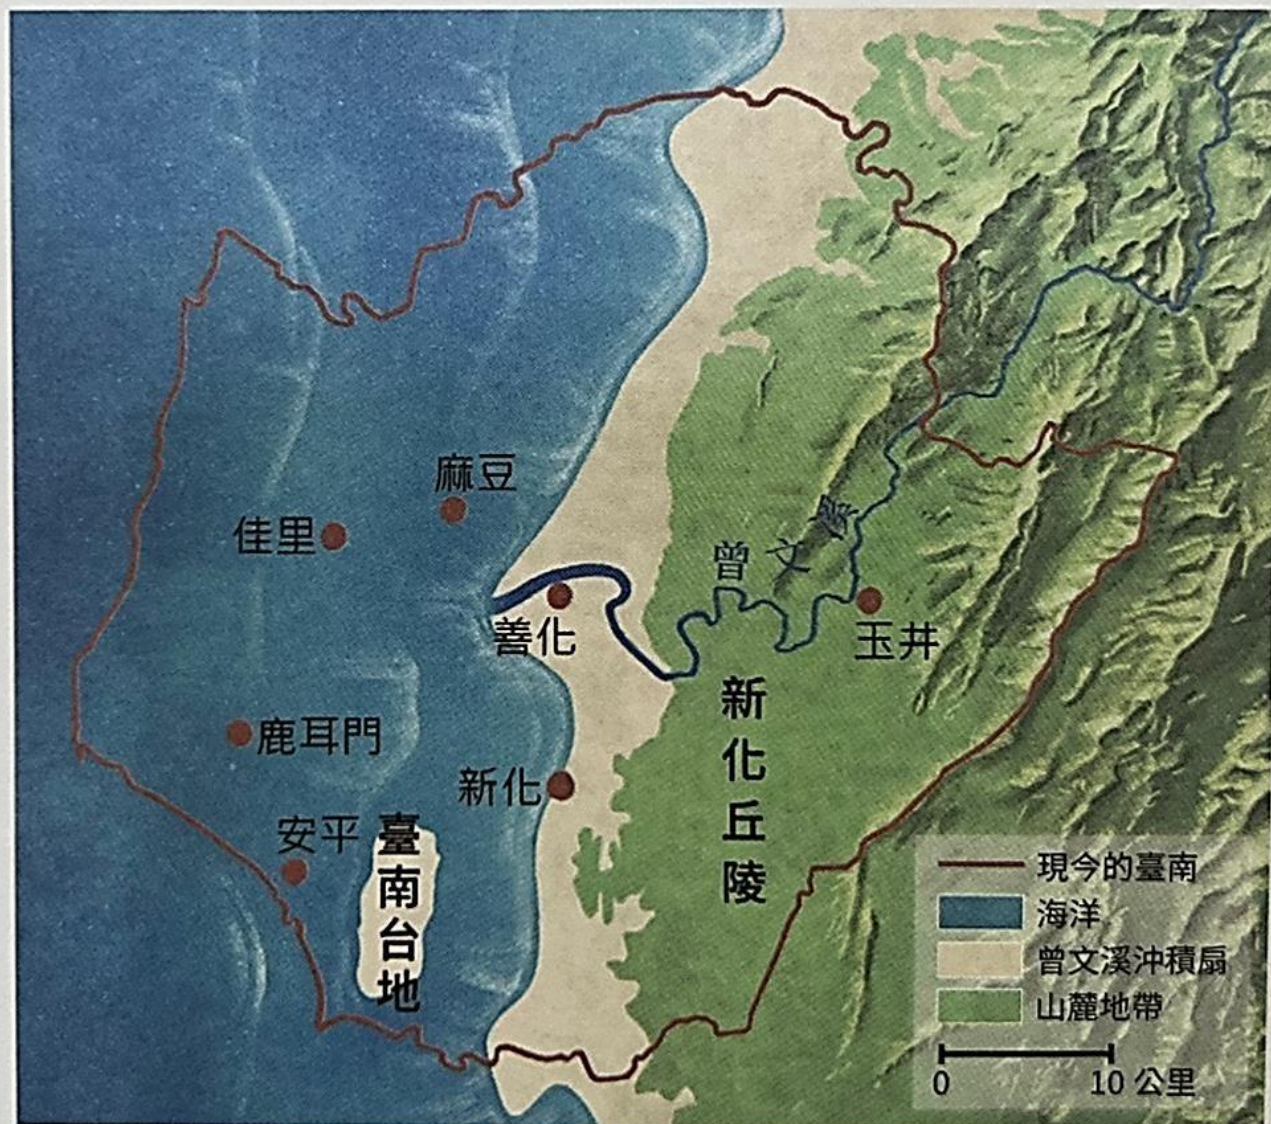 麻豆
佳里
曾文溪
善化
玉井
新化丘陵
鹿耳門
新化
安平
臺南台地
現今的臺南
海洋
曾文溪沖積扇
山麓地帶
0 10 公里